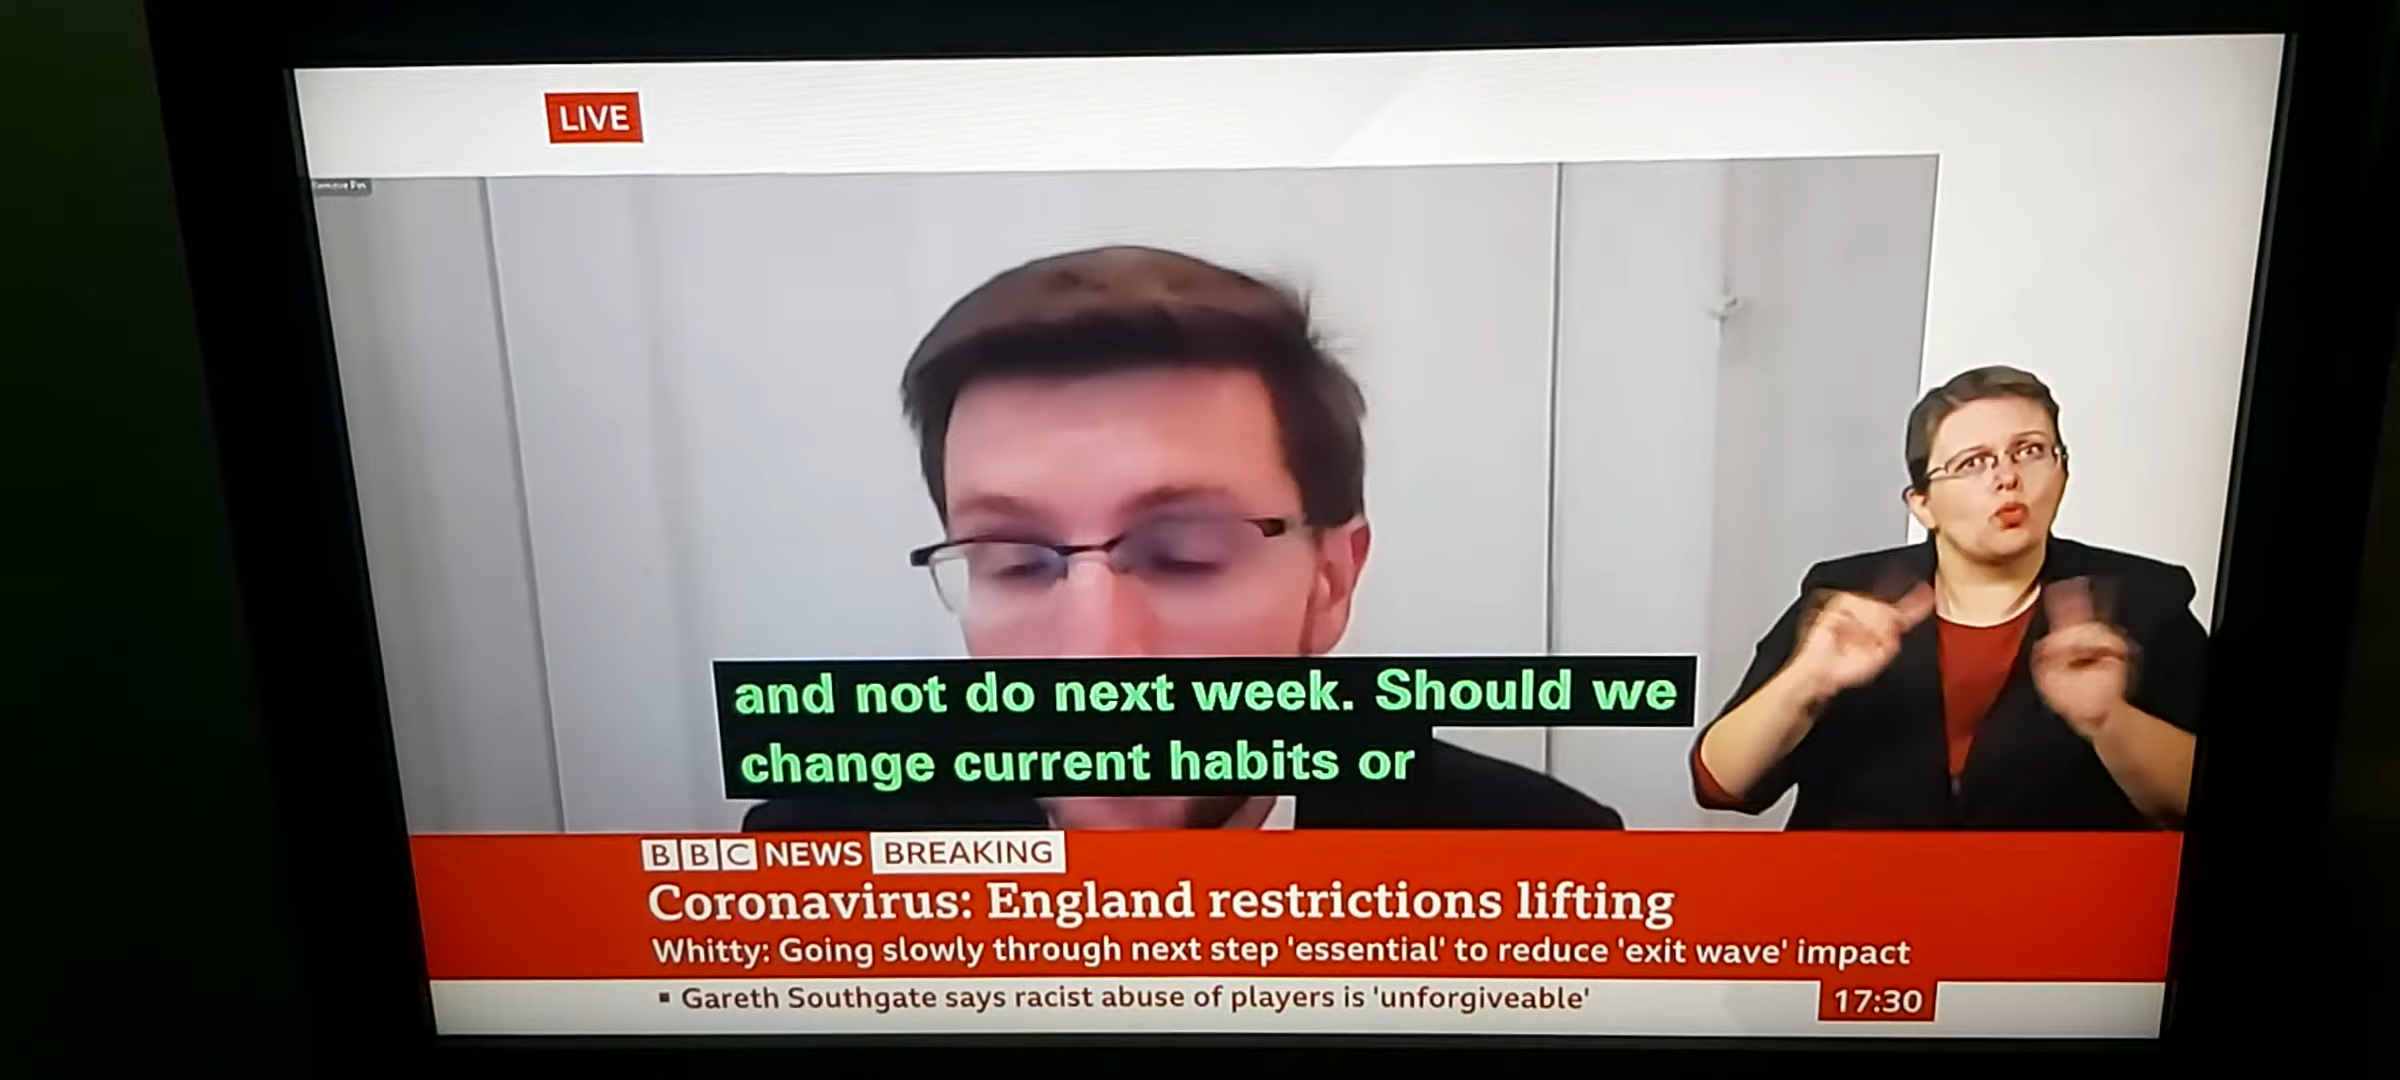 LIVE
Remove Pin
and not do next week. Should we
change current habits or
BBC NEWS BREAKING
Coronavirus: England restrictions lifting
Whitty: Going slowly through next step 'essential' to reduce 'exit wave' impact
▪ Gareth Southgate says racist abuse of players is 'unforgiveable'
17:30